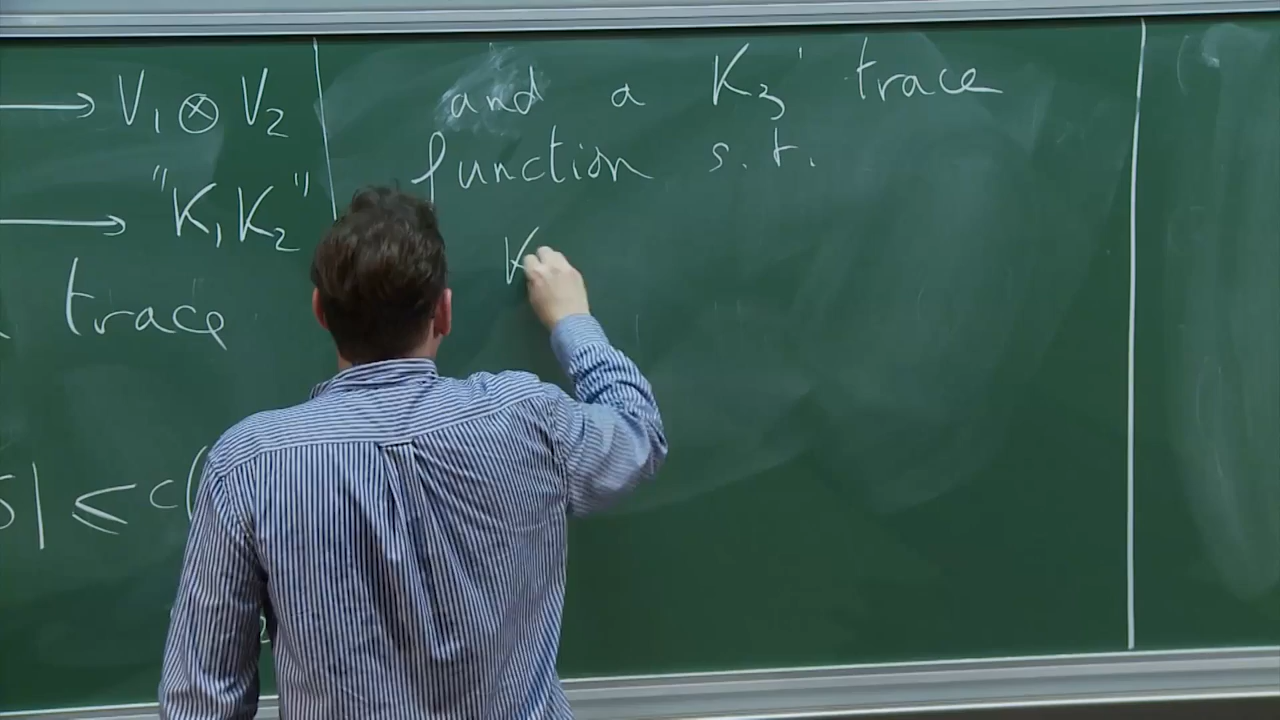 → V₁ ⊗ V₂
→ "K₁K₂"
trace
| ≤ c(
and a K₃' trace
function s.t.
K